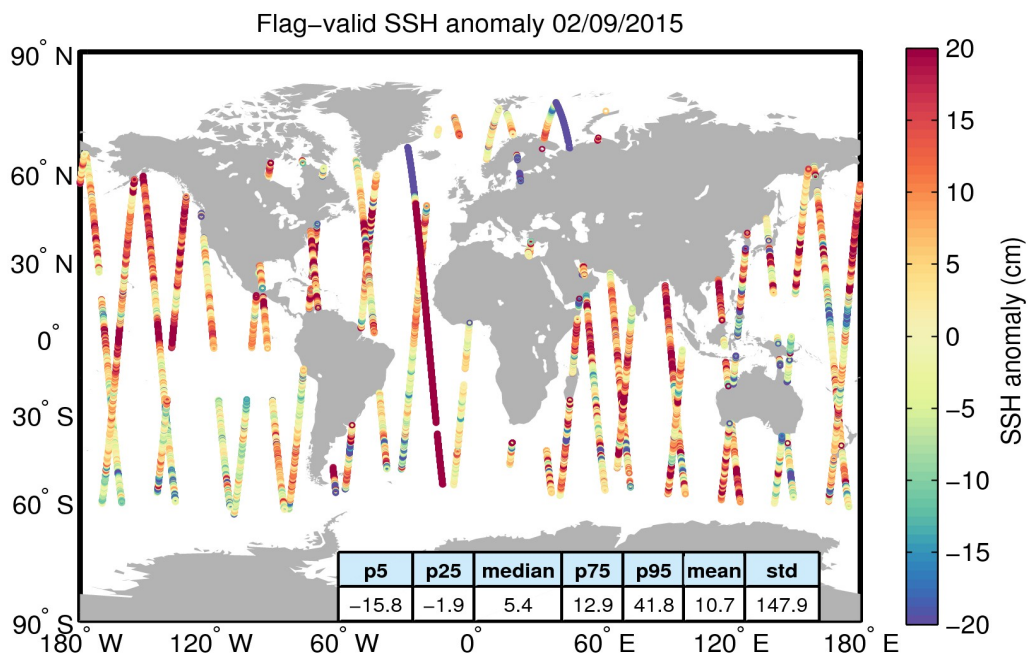 Flag−valid SSH anomaly 02/09/2015
90° N
60° N
30° N
0°
30° S
60° S
90° S
180° W
120° W
60° W
0°
60° E
120° E
180° E
p5 p25 median p75 p95 mean std
−15.8 −1.9 5.4 12.9 41.8 10.7 147.9
20
15
10
5
0
−5
−10
−15
−20
SSH anomaly (cm)